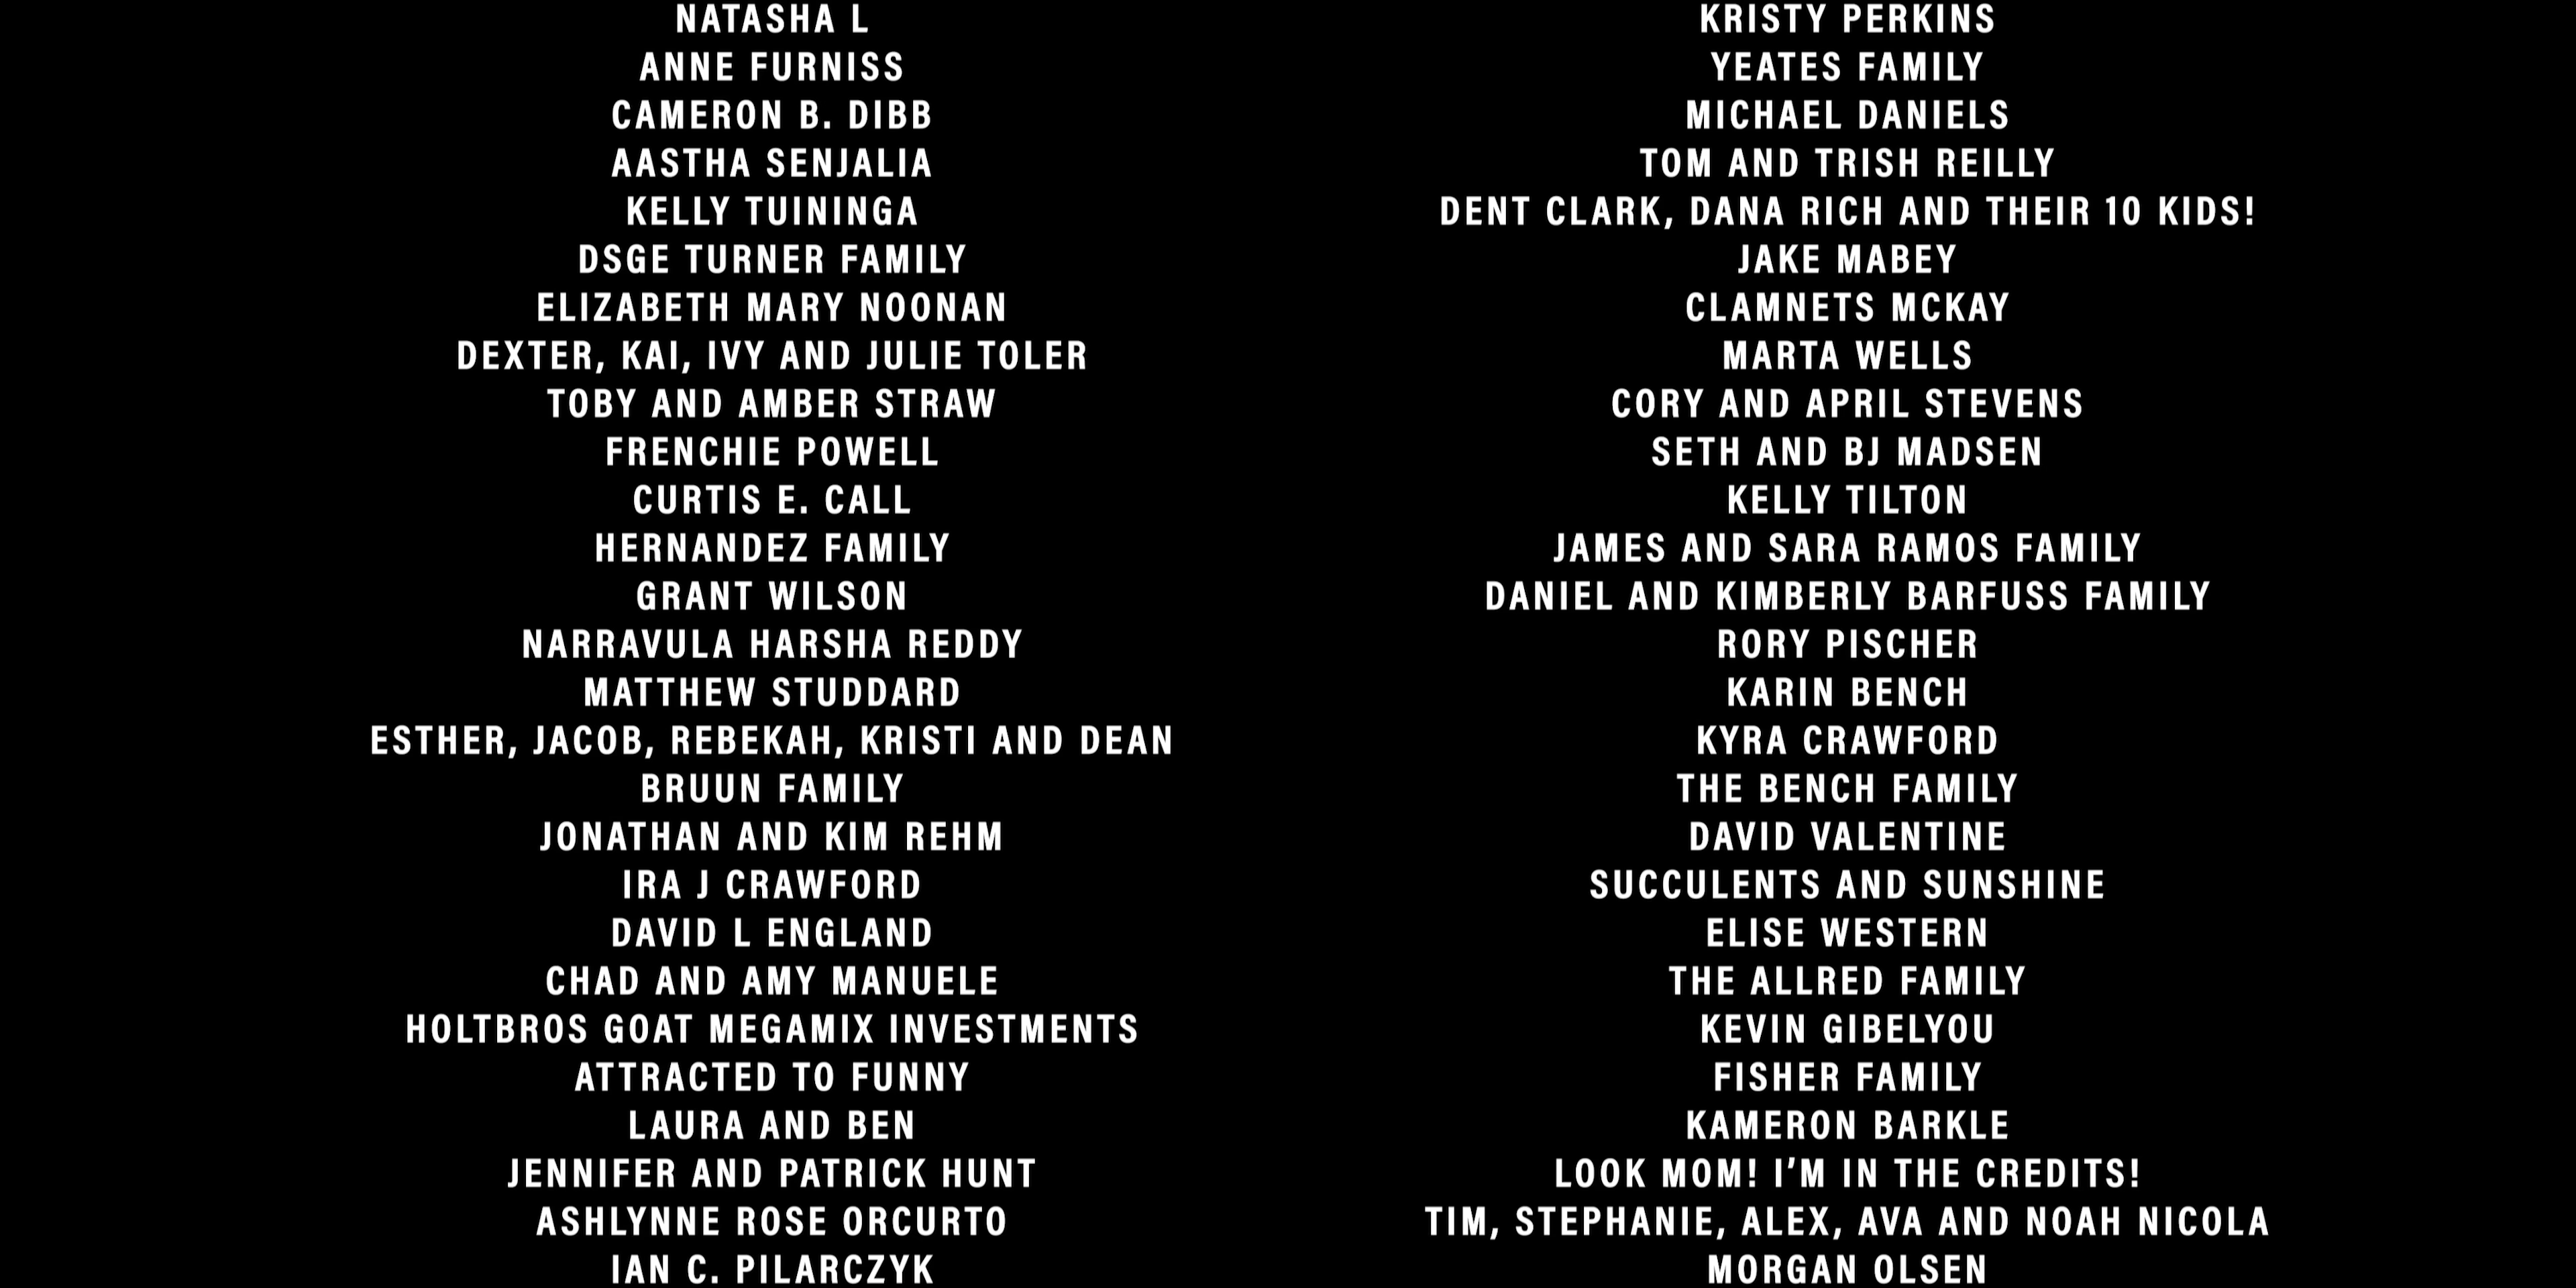 NATASHA L
ANNE FURNISS
CAMERON B. DIBB
AASTHA SENJALIA
KELLY TUININGA
DSGE TURNER FAMILY
ELIZABETH MARY NOONAN
DEXTER, KAI, IVY AND JULIE TOLER
TOBY AND AMBER STRAW
FRENCHIE POWELL
CURTIS E. CALL
HERNANDEZ FAMILY
GRANT WILSON
NARRAVULA HARSHA REDDY
MATTHEW STUDDARD
ESTHER, JACOB, REBEKAH, KRISTI AND DEAN
BRUUN FAMILY
JONATHAN AND KIM REHM
IRA J CRAWFORD
DAVID L ENGLAND
CHAD AND AMY MANUELE
HOLTBROS GOAT MEGAMIX INVESTMENTS
ATTRACTED TO FUNNY
LAURA AND BEN
JENNIFER AND PATRICK HUNT
ASHLYNNE ROSE ORCURTO
IAN C. PILARCZYK
KRISTY PERKINS
YEATES FAMILY
MICHAEL DANIELS
TOM AND TRISH REILLY
DENT CLARK, DANA RICH AND THEIR 10 KIDS!
JAKE MABEY
CLAMNETS MCKAY
MARTA WELLS
CORY AND APRIL STEVENS
SETH AND BJ MADSEN
KELLY TILTON
JAMES AND SARA RAMOS FAMILY
DANIEL AND KIMBERLY BARFUSS FAMILY
RORY PISCHER
KARIN BENCH
KYRA CRAWFORD
THE BENCH FAMILY
DAVID VALENTINE
SUCCULENTS AND SUNSHINE
ELISE WESTERN
THE ALLRED FAMILY
KEVIN GIBELYOU
FISHER FAMILY
KAMERON BARKLE
LOOK MOM! I'M IN THE CREDITS!
TIM, STEPHANIE, ALEX, AVA AND NOAH NICOLA
MORGAN OLSEN